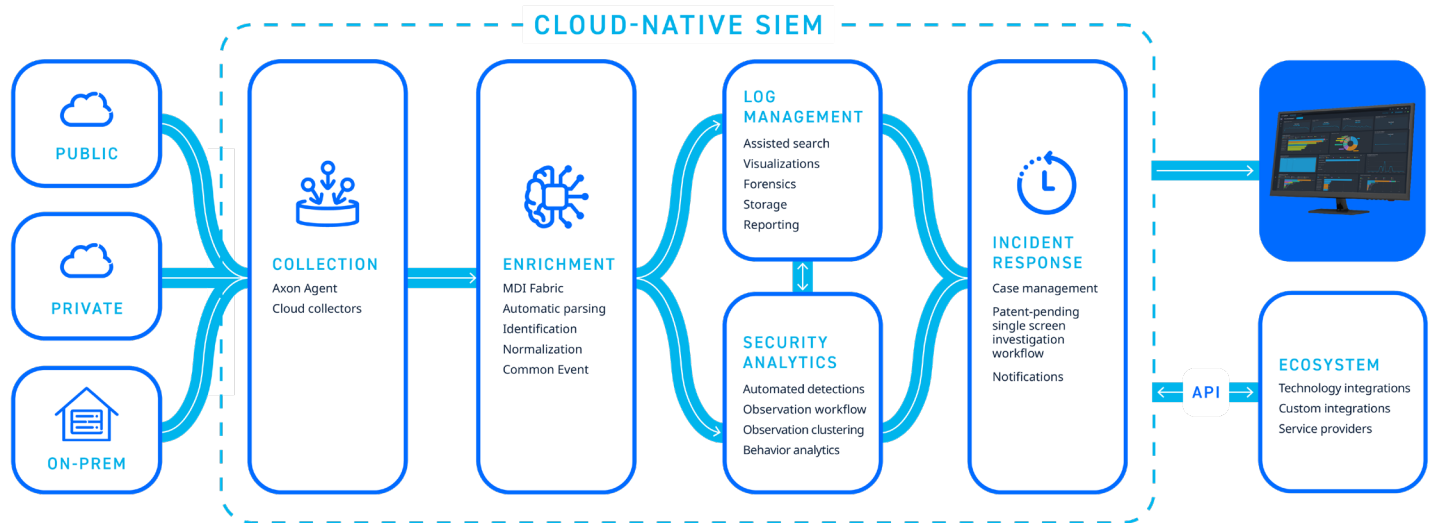 CLOUD-NATIVE SIEM
PUBLIC
PRIVATE
ON-PREM
COLLECTION
Axon Agent
Cloud collectors
ENRICHMENT
MDI Fabric
Automatic parsing
Identification
Normalization
Common Event
LOG
MANAGEMENT
Assisted search
Visualizations
Forensics
Storage
Reporting
SECURITY
ANALYTICS
Automated detections
Observation workflow
Observation clustering
Behavior analytics
INCIDENT
RESPONSE
Case management
Patent-pending
single screen
investigation
workflow
Notifications
API
ECOSYSTEM
Technology integrations
Custom integrations
Service providers